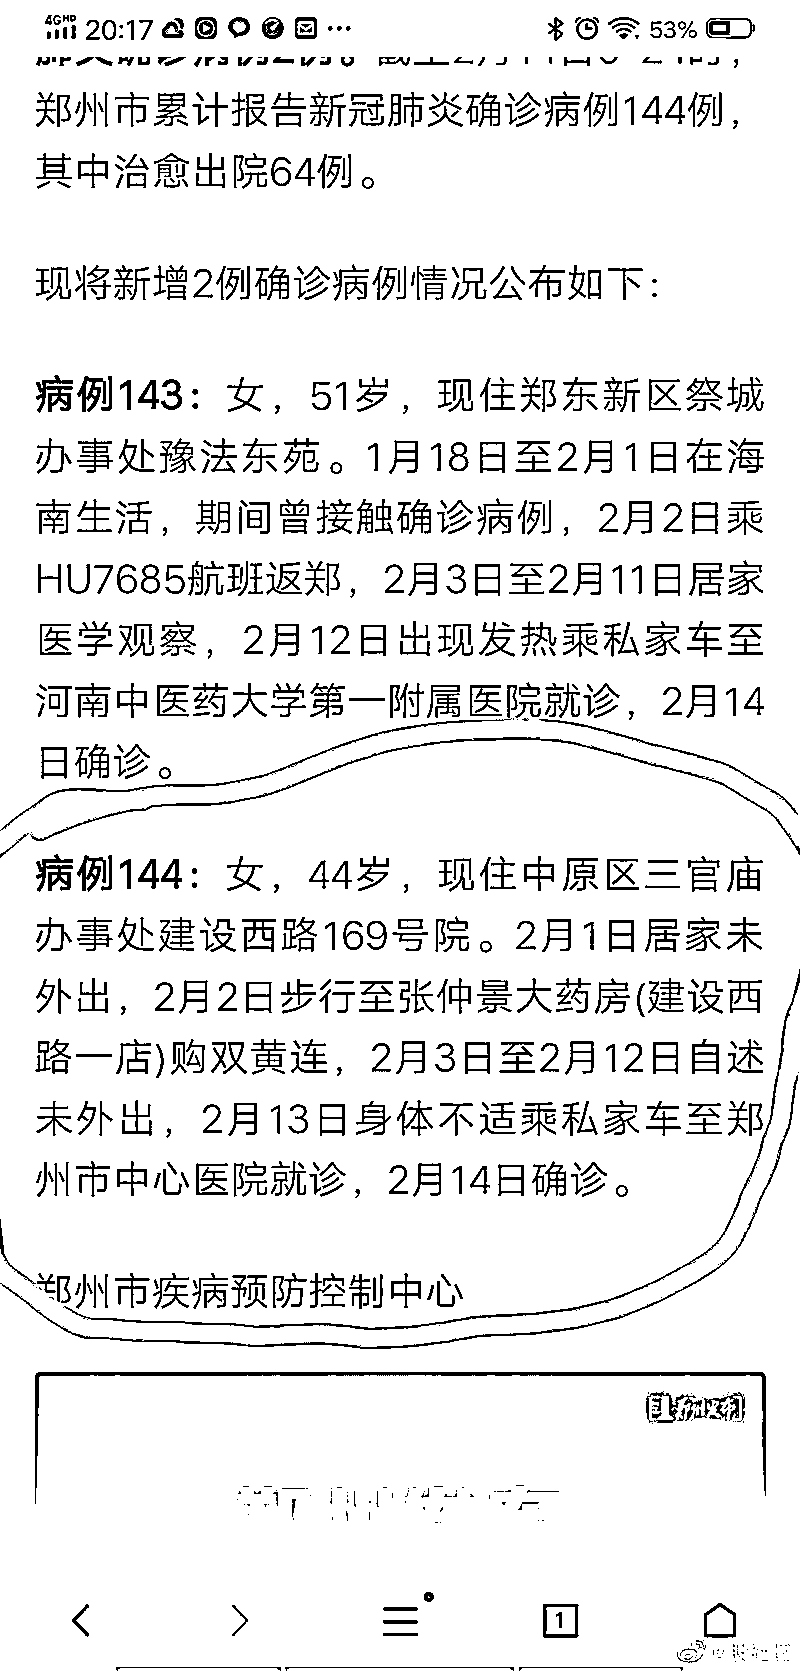 20:17
53%
郑州市累计报告新冠肺炎确诊病例144例，
其中治愈出院64例。
现将新增2例确诊病例情况公布如下：
病例143：女，51岁，现住郑东新区祭城
办事处豫法东苑。1月18日至2月1日在海
南生活，期间曾接触确诊病例，2月2日乘
HU7685航班返郑，2月3日至2月11日居家
医学观察，2月12日出现发热乘私家车至
河南中医药大学第一附属医院就诊，2月14
日确诊。
病例144：女，44岁，现住中原区三官庙
办事处建设西路169号院。2月1日居家未
外出，2月2日步行至张仲景大药房(建设西
路一店)购双黄连，2月3日至2月12日自述
未外出，2月13日身体不适乘私家车至郑
州市中心医院就诊，2月14日确诊。
郑州市疾病预防控制中心
1